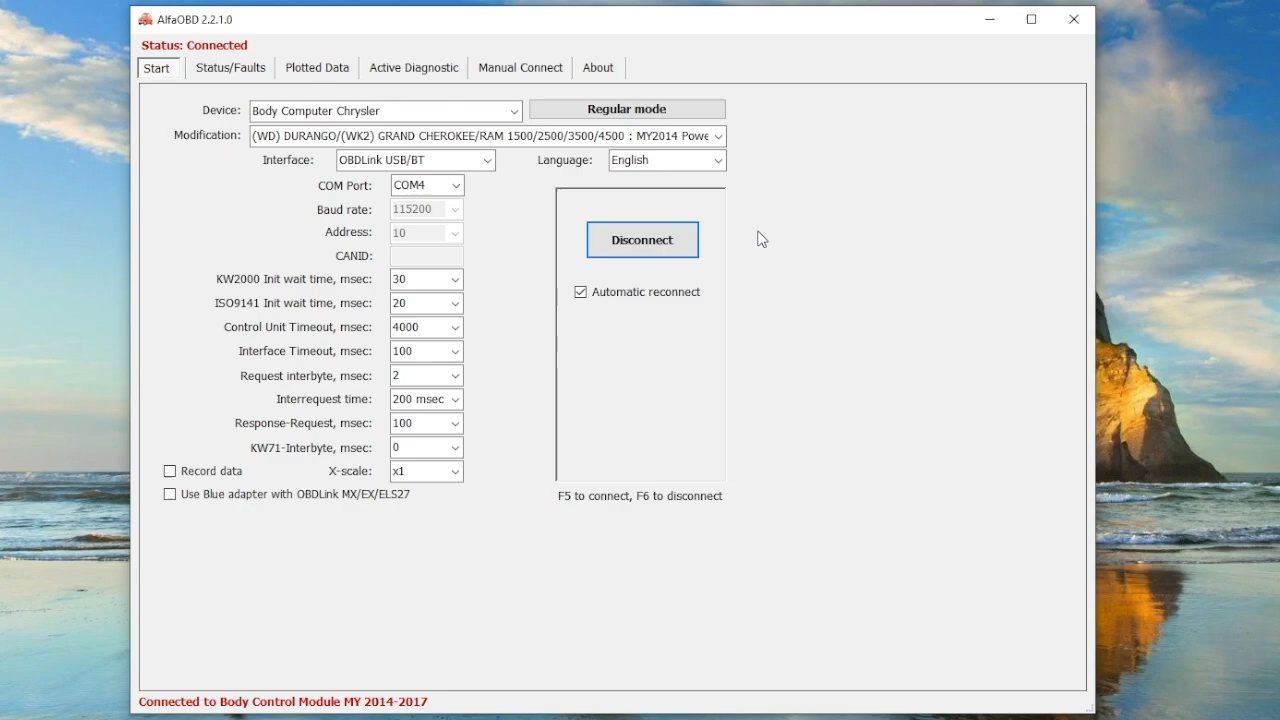 AlfaOBD 2.2.1.0
Status: Connected
Start Status/Faults Plotted Data Active Diagnostic Manual Connect About
Device: Body Computer Chrysler Regular mode
Modification: (WD) DURANGO/(WK2) GRAND CHEROKEE/RAM 1500/2500/3500/4500 : MY2014 Powe
Interface: OBDLink USB/BT Language: English
COM Port: COM4
Baud rate: 115200
Address: 10
Disconnect
CANID:
KW2000 Init wait time, msec: 30
Automatic reconnect
ISO9141 Init wait time, msec: 20
Control Unit Timeout, msec: 4000
Interface Timeout, msec: 100
Request interbyte, msec: 2
Interrequest time: 200 msec
Response-Request, msec: 100
KW71-Interbyte, msec: 0
Record data X-scale: x1
Use Blue adapter with OBDLink MX/EX/ELS27
F5 to connect, F6 to disconnect
Connected to Body Control Module MY 2014-2017